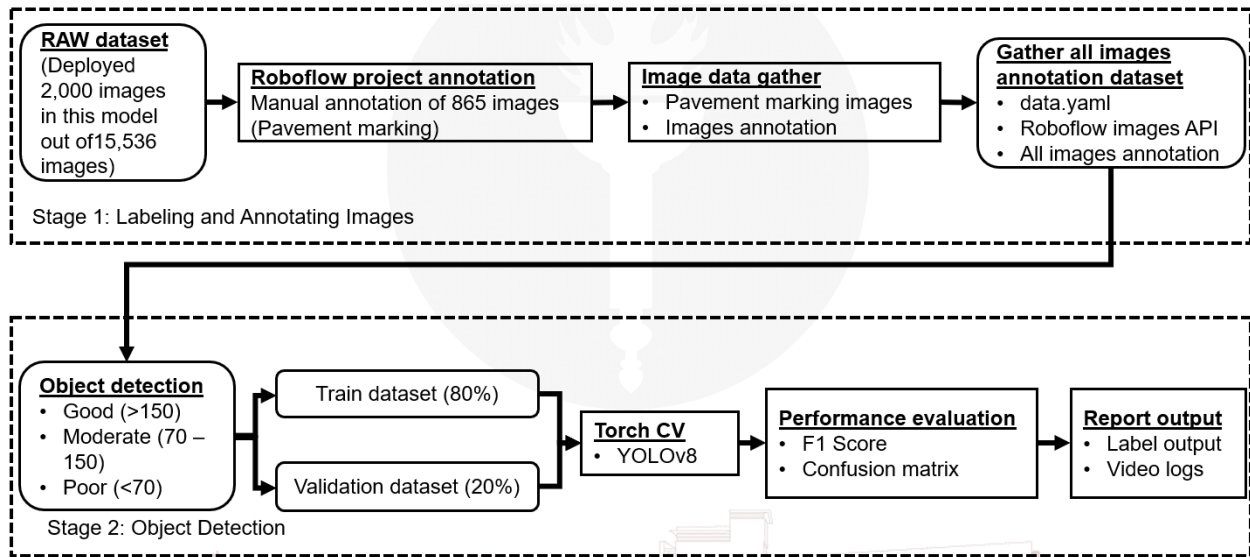 RAW dataset
(Deployed
2,000 images
in this model
out of15,536
images)
Roboflow project annotation
Manual annotation of 865 images
(Pavement marking)
Image data gather
• Pavement marking images
• Images annotation
Gather all images
annotation dataset
• data.yaml
• Roboflow images API
• All images annotation
Stage 1: Labeling and Annotating Images
Object detection
• Good (>150)
• Moderate (70 –
150)
• Poor (<70)
Train dataset (80%)
Validation dataset (20%)
Torch CV
• YOLOv8
Performance evaluation
• F1 Score
• Confusion matrix
Report output
• Label output
• Video logs
Stage 2: Object Detection